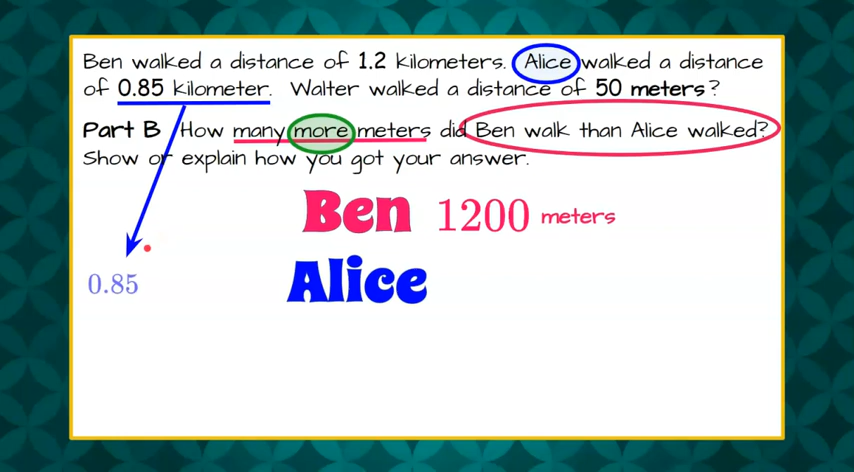 Ben walked a distance of 1.2 kilometers. Alice walked a distance
of 0.85 kilometer. Walter walked a distance of 50 meters?
Part B How many more meters did Ben walk than Alice walked?
Show or explain how you got your answer.
Ben 1200 meters
0.85 Alice